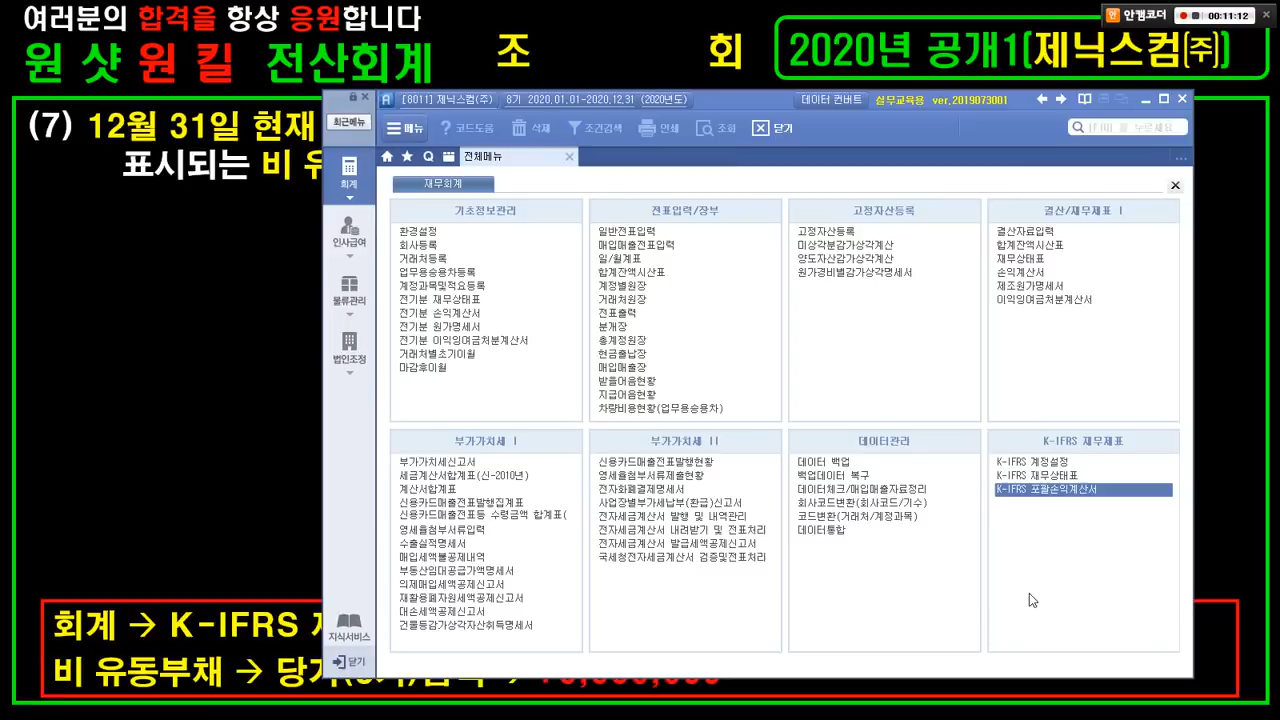 여러분의 합격을 항상 응원합니다
원 샷 원 킬 전산회계
조 회
2020년 공개1(제닉스컴㈜)
안캠코더 00:11:12
(7) 12월 31일 현재
표시되는 비 유
최근메뉴
[8011] 제닉스컴(주) 8기 2020.01.01-2020.12.31 (2020년도) 데이터 컨버트 실무교육용 ver.2019073001
메뉴 코드도움 삭제 조건검색 인쇄 조회 닫기
전체메뉴
회계
인사급여
물류관리
법인조정
지식서비스
닫기
재무회계
기초정보관리
환경설정
회사등록
거래처등록
업무용승용차등록
계정과목및적요등록
전기분 재무상태표
전기분 손익계산서
전기분 원가명세서
전기분 이익잉여금처분계산서
거래처별초기이월
마감후이월
전표입력/장부
일반전표입력
매입매출전표입력
일/월계표
합계잔액시산표
계정별원장
거래처원장
전표출력
분개장
총계정원장
현금출납장
매입매출장
받을어음현황
지급어음현황
차량비용현황(업무용승용차)
고정자산등록
고정자산등록
미상각분감가상각계산
양도자산감가상각계산
원가경비별감가상각명세서
결산/재무제표 I
결산자료입력
합계잔액시산표
재무상태표
손익계산서
제조원가명세서
이익잉여금처분계산서
부가가치세 I
부가가치세신고서
세금계산서합계표(신-2010년)
계산서합계표
신용카드매출전표발행집계표
신용카드매출전표등 수령금액 합계표(
영세율첨부서류입력
수출실적명세서
매입세액불공제내역
부동산임대공급가액명세서
의제매입세액공제신고서
재활용폐자원세액공제신고서
대손세액공제신고서
건물등감가상각자산취득명세서
부가가치세 II
신용카드매출전표발행현황
영세율첨부서류제출현황
전자화폐결제명세서
사업장별부가세납부(환급)신고서
전자세금계산서 발행 및 내역관리
전자세금계산서 내려받기 및 전표처리
전자세금계산서 발급세액공제신고서
국세청전자세금계산서 검증및전표처리
데이터관리
데이터 백업
백업데이터 복구
데이터체크/매입매출자료정리
회사코드변환(회사코드/기수)
코드변환(거래처/계정과목)
데이터통합
K-IFRS 재무제표
K-IFRS 계정설정
K-IFRS 재무상태표
K-IFRS 포괄손익계산서
회계 → K-IFRS
비 유동부채 →